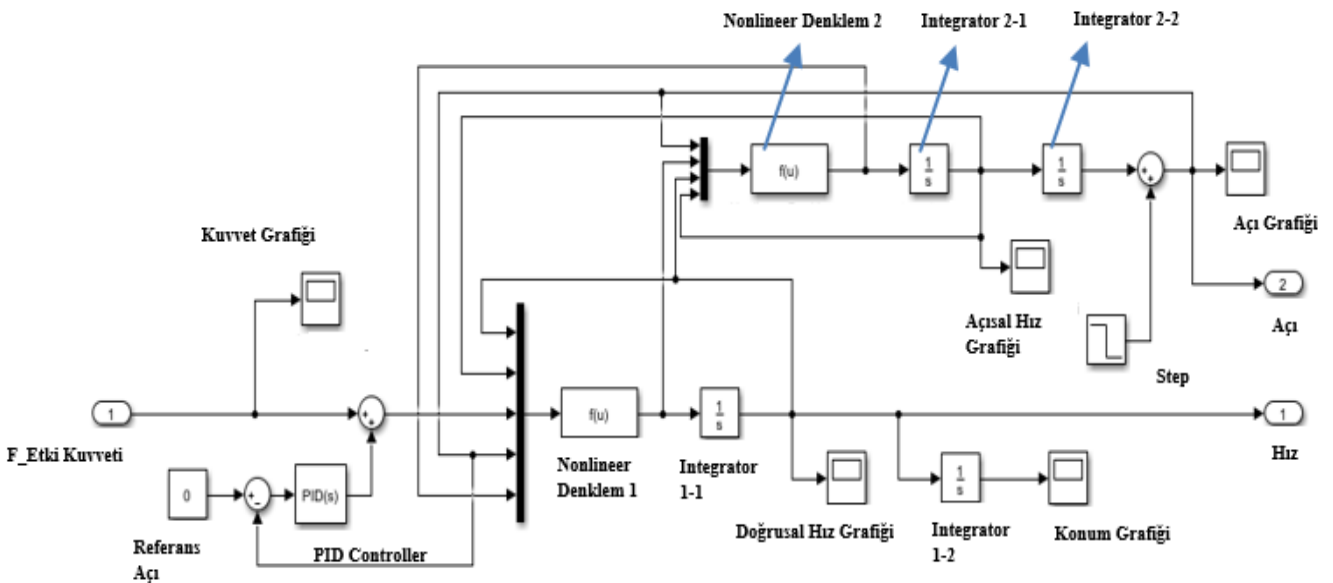 Nonlineer Denklem 2
Integrator 2-1
Integrator 2-2
f(u)
1
s
1
s
+
+
Açı Grafiği
Kuvvet Grafiği
2
Açı
Açısal Hız
Grafiği
Step
1
F_Etki Kuvveti
+
+
f(u)
1
s
1
Hız
Nonlineer
Denklem 1
Integrator
1-1
0
+
-
PID(s)
1
s
Doğrusal Hız Grafiği
Integrator
1-2
Konum Grafiği
Referans
Açı
PID Controller